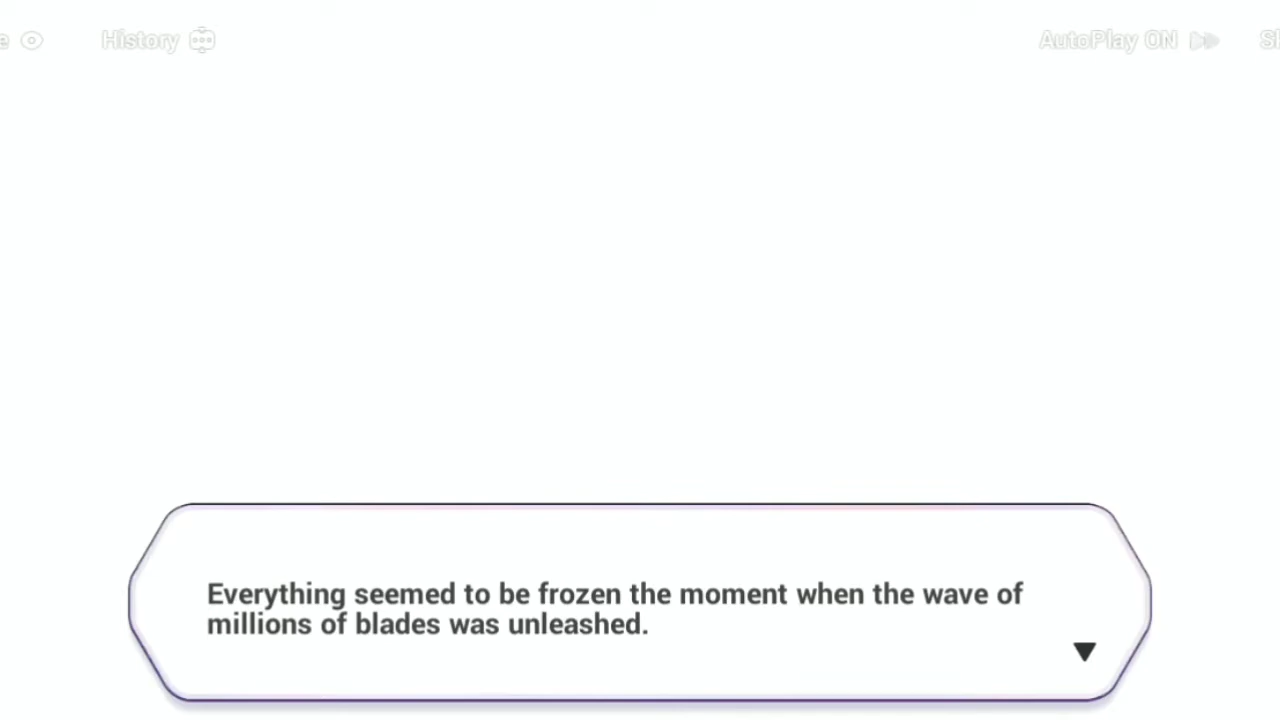 History
AutoPlay ON
Everything seemed to be frozen the moment when the wave of
millions of blades was unleashed.